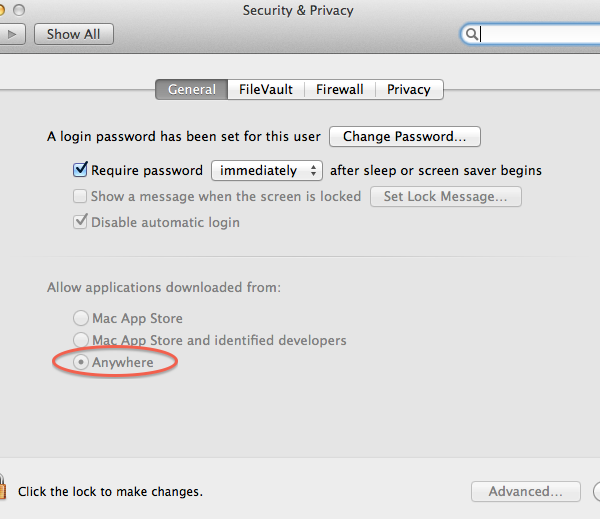 Security & Privacy
Show All
General FileVault Firewall Privacy
A login password has been set for this user Change Password...
Require password immediately after sleep or screen saver begins
Show a message when the screen is locked Set Lock Message...
Disable automatic login
Allow applications downloaded from:
Mac App Store
Mac App Store and identified developers
Anywhere
Click the lock to make changes. Advanced...